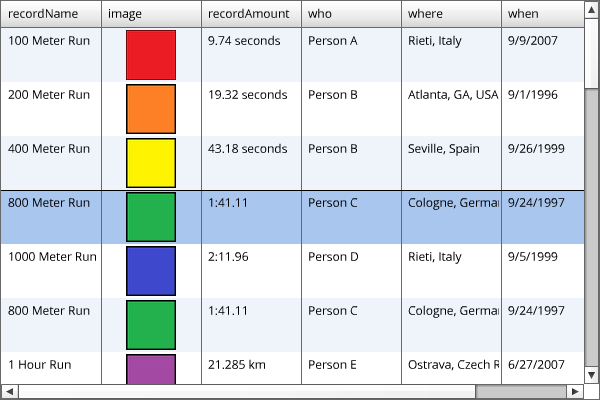 recordName image recordAmount who where when
100 Meter Run 9.74 seconds Person A Rieti, Italy 9/9/2007
200 Meter Run 19.32 seconds Person B Atlanta, GA, USA 9/1/1996
400 Meter Run 43.18 seconds Person B Seville, Spain 9/26/1999
800 Meter Run 1:41.11 Person C Cologne, Germa 9/24/1997
1000 Meter Run 2:11.96 Person D Rieti, Italy 9/5/1999
800 Meter Run 1:41.11 Person C Cologne, Germa 9/24/1997
1 Hour Run 21.285 km Person E Ostrava, Czech R 6/27/2007